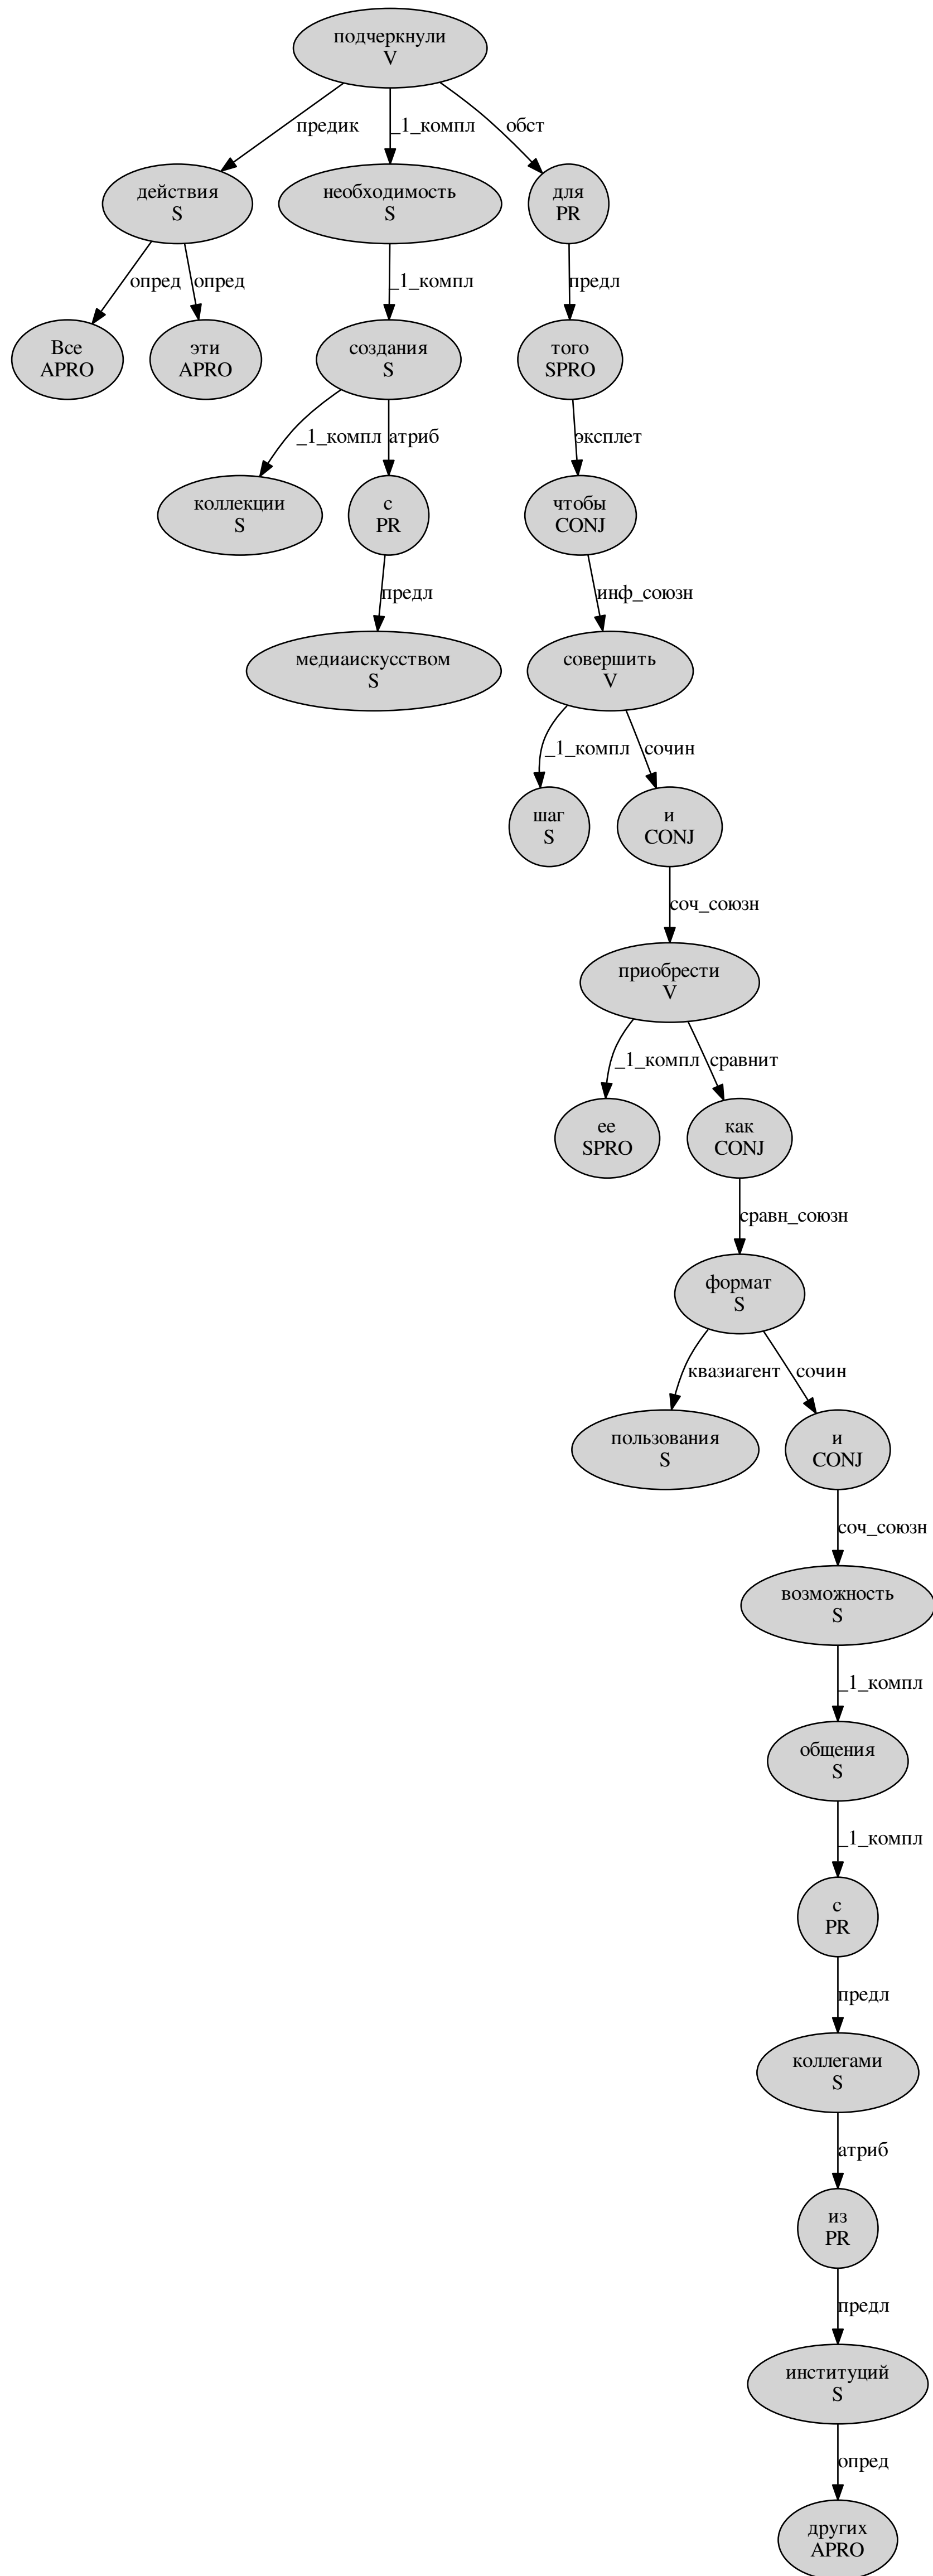 подчеркнули
V
предик
_1_компл
обст
действия
S
необходимость
S
для
PR
опред
опред
_1_компл
предл
Все
APRO
эти
APRO
создания
S
того
SPRO
_1_компл
атриб
эксплет
коллекции
S
с
PR
чтобы
CONJ
предл
инф_союзн
медиаискусством
S
совершить
V
_1_компл
сочин
шаг
S
и
CONJ
соч_союзн
приобрести
V
_1_компл
сравнит
ее
SPRO
как
CONJ
сравн_союзн
формат
S
квазиагент
сочин
пользования
S
и
CONJ
соч_союзн
возможность
S
_1_компл
общения
S
_1_компл
с
PR
предл
коллегами
S
атриб
из
PR
предл
институций
S
опред
других
APRO